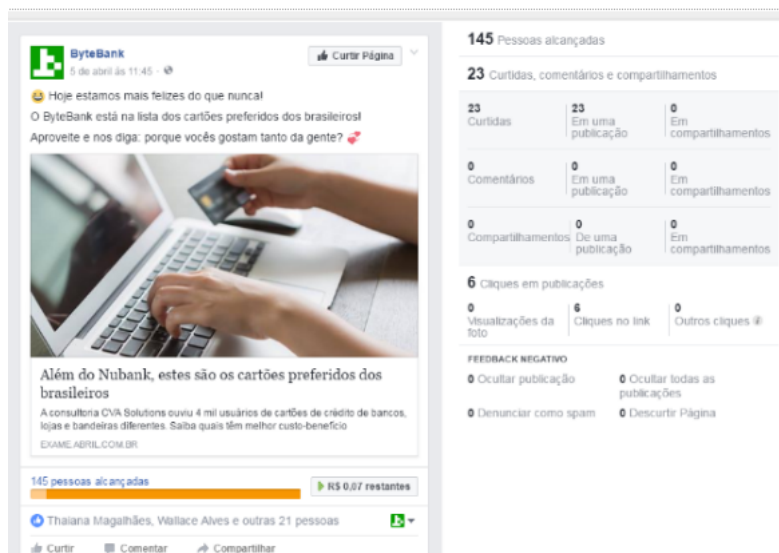 ByteBank
Curtir Página
5 de abril às 11:45
Hoje estamos mais felizes do que nunca!
O ByteBank está na lista dos cartões preferidos dos brasileiros!
Aproveite e nos diga: porque vocês gostam tanto da gente?
Além do Nubank, estes são os cartões preferidos dos
brasileiros
A consultoria CVA Solutions ouviu 4 mil usuários de cartões de crédito de bancos,
lojas e bandeiras diferentes. Saiba quais têm melhor custo-benefício
EXAME.ABRIL.COM.BR
145 pessoas alcançadas
R$ 0,07 restantes
Thaiana Magalhães, Wallace Alves e outras 21 pessoas
Curtir Comentar Compartilhar
145 Pessoas alcançadas
23 Curtidas, comentários e compartilhamentos
23 23 0
Curtidas Em uma Em
publicação compartilhamentos
0 0 0
Comentários Em uma Em
publicação compartilhamentos
0 0 0
Compartilhamentos De uma Em
publicação compartilhamentos
6 Cliques em publicações
0 6 0
Visualizações da Cliques no link Outros cliques
foto
FEEDBACK NEGATIVO
0 Ocultar publicação 0 Ocultar todas as
publicações
0 Denunciar como spam 0 Descurtir Página